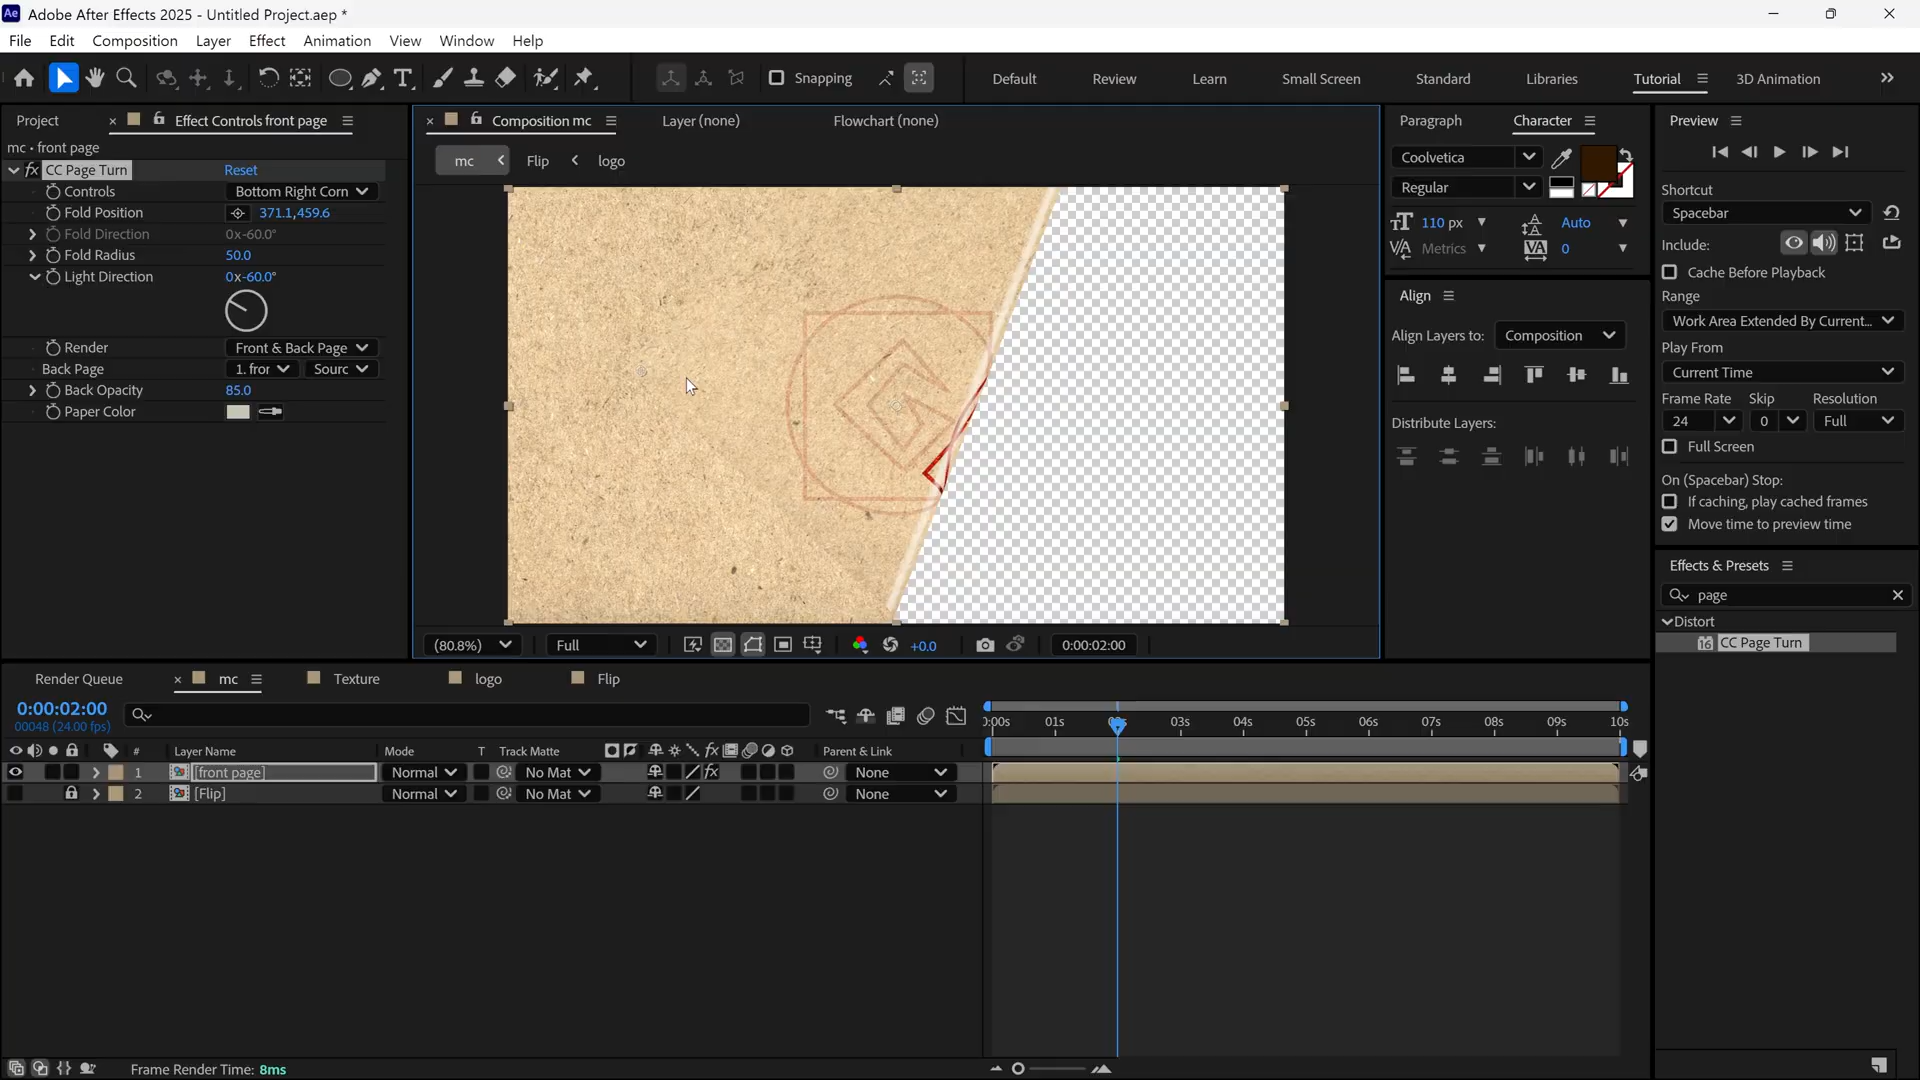 Ae Adobe After Effects 2025 - Untitled Project.aep *
File Edit Composition Layer Effect Animation View Window Help
Snapping Default Review Learn Small Screen Standard Libraries Tutorial 3D Animation
Project Effect Controls front page
mc • front page
fx CC Page Turn Reset
Controls Bottom Right Corn
Fold Position 371.1,459.6
Fold Direction 0x-60.0°
Fold Radius 50.0
Light Direction 0x-60.0°
Render Front & Back Page
Back Page 1. fror Sourc
Back Opacity 85.0
Paper Color
Composition mc Layer (none) Flowchart (none)
mc Flip logo
(80.8%) Full +0.0 0:00:02:00
Paragraph Character
Coolvetica
Regular
110 px Auto
Metrics 0
Align
Align Layers to: Composition
Distribute Layers:
Preview
Shortcut
Spacebar
Include:
Cache Before Playback
Range
Work Area Extended By Current...
Play From
Current Time
Frame Rate Skip Resolution
24 0 Full
Full Screen
On (Spacebar) Stop:
If caching, play cached frames
Move time to preview time
Effects & Presets
page
Distort
CC Page Turn
Render Queue mc Texture logo Flip
0:00:02:00
00048 (24.00 fps)
0:00s 01s 02s 03s 04s 05s 06s 07s 08s 09s 10s
# Layer Name Mode T Track Matte fx Parent & Link
1 [front page] Normal No Mat fx None
2 [Flip] Normal No Mat None
Frame Render Time: 8ms